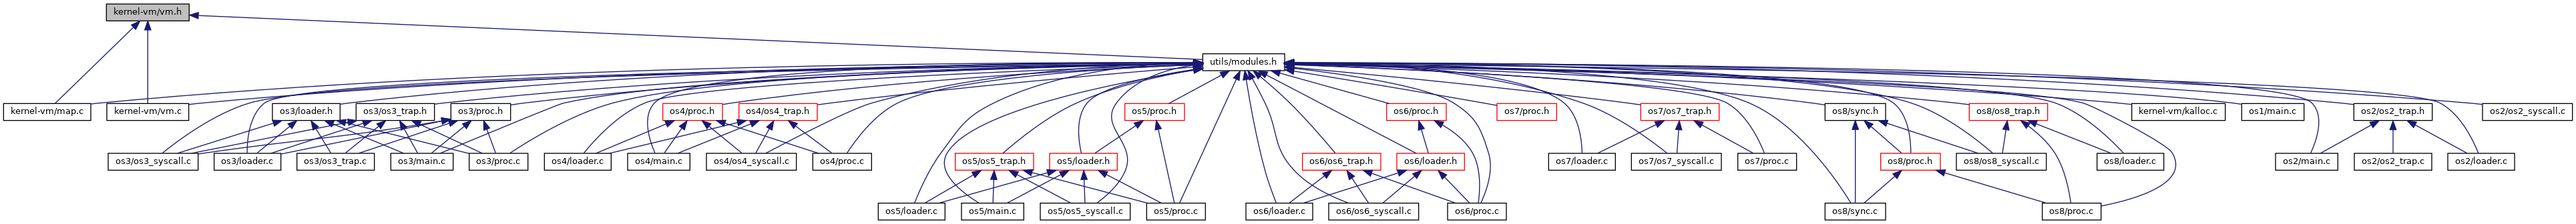 kernel-vm/vm.h
utils/modules.h
kernel-vm/map.c
kernel-vm/vm.c
os3/loader.h
os3/os3_trap.h
os3/proc.h
os4/proc.h
os4/os4_trap.h
os5/proc.h
os6/proc.h
os7/proc.h
os7/os7_trap.h
os8/sync.h
os8/os8_trap.h
kernel-vm/kalloc.c
os1/main.c
os2/os2_trap.h
os2/os2_syscall.c
os3/os3_syscall.c
os3/loader.c
os3/os3_trap.c
os3/main.c
os3/proc.c
os4/loader.c
os4/main.c
os4/os4_syscall.c
os4/proc.c
os5/os5_trap.h
os5/loader.h
os6/os6_trap.h
os6/loader.h
os7/loader.c
os7/os7_syscall.c
os7/proc.c
os8/proc.h
os8/os8_syscall.c
os8/loader.c
os2/main.c
os2/os2_trap.c
os2/loader.c
os5/loader.c
os5/main.c
os5/os5_syscall.c
os5/proc.c
os6/loader.c
os6/os6_syscall.c
os6/proc.c
os8/sync.c
os8/proc.c